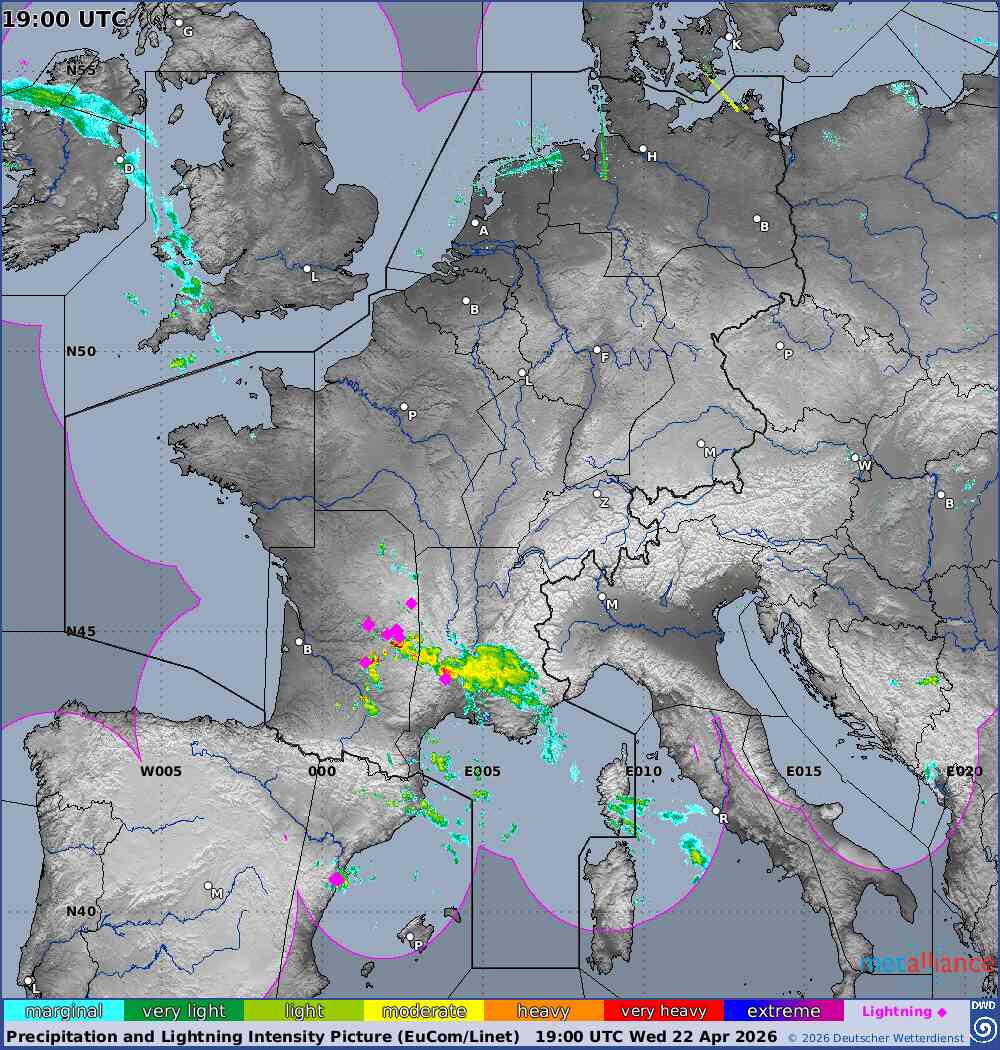 19:00 UTC
G
K
N55
D
H
A
B
L
B
N50
P
F
L
P
M
W
Z
B
M
N45
B
W005
000
E005
E010
E015
E020
R
M
N40
P
L
metalliance
marginal
very light
light
moderate
heavy
very heavy
extreme
Lightning
DWD
Precipitation and Lightning Intensity Picture (EuCom/Linet) 19:00 UTC Wed 22 Apr 2026 © 2026 Deutscher Wetterdienst